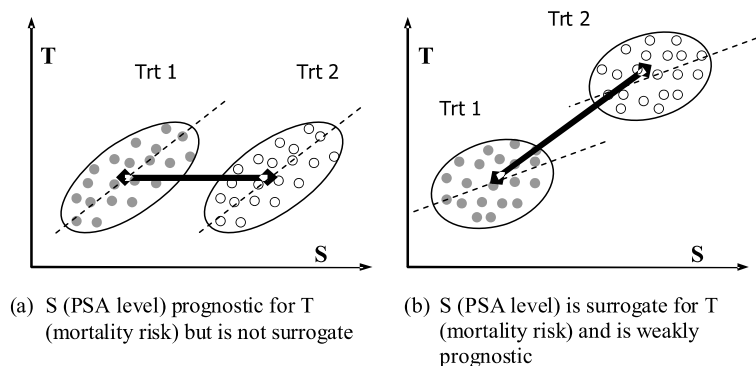 T
Trt 1
Trt 2
S
T
Trt 2
Trt 1
S
(a) S (PSA level) prognostic for T
(mortality risk) but is not surrogate
(b) S (PSA level) is surrogate for T
(mortality risk) and is weakly
prognostic